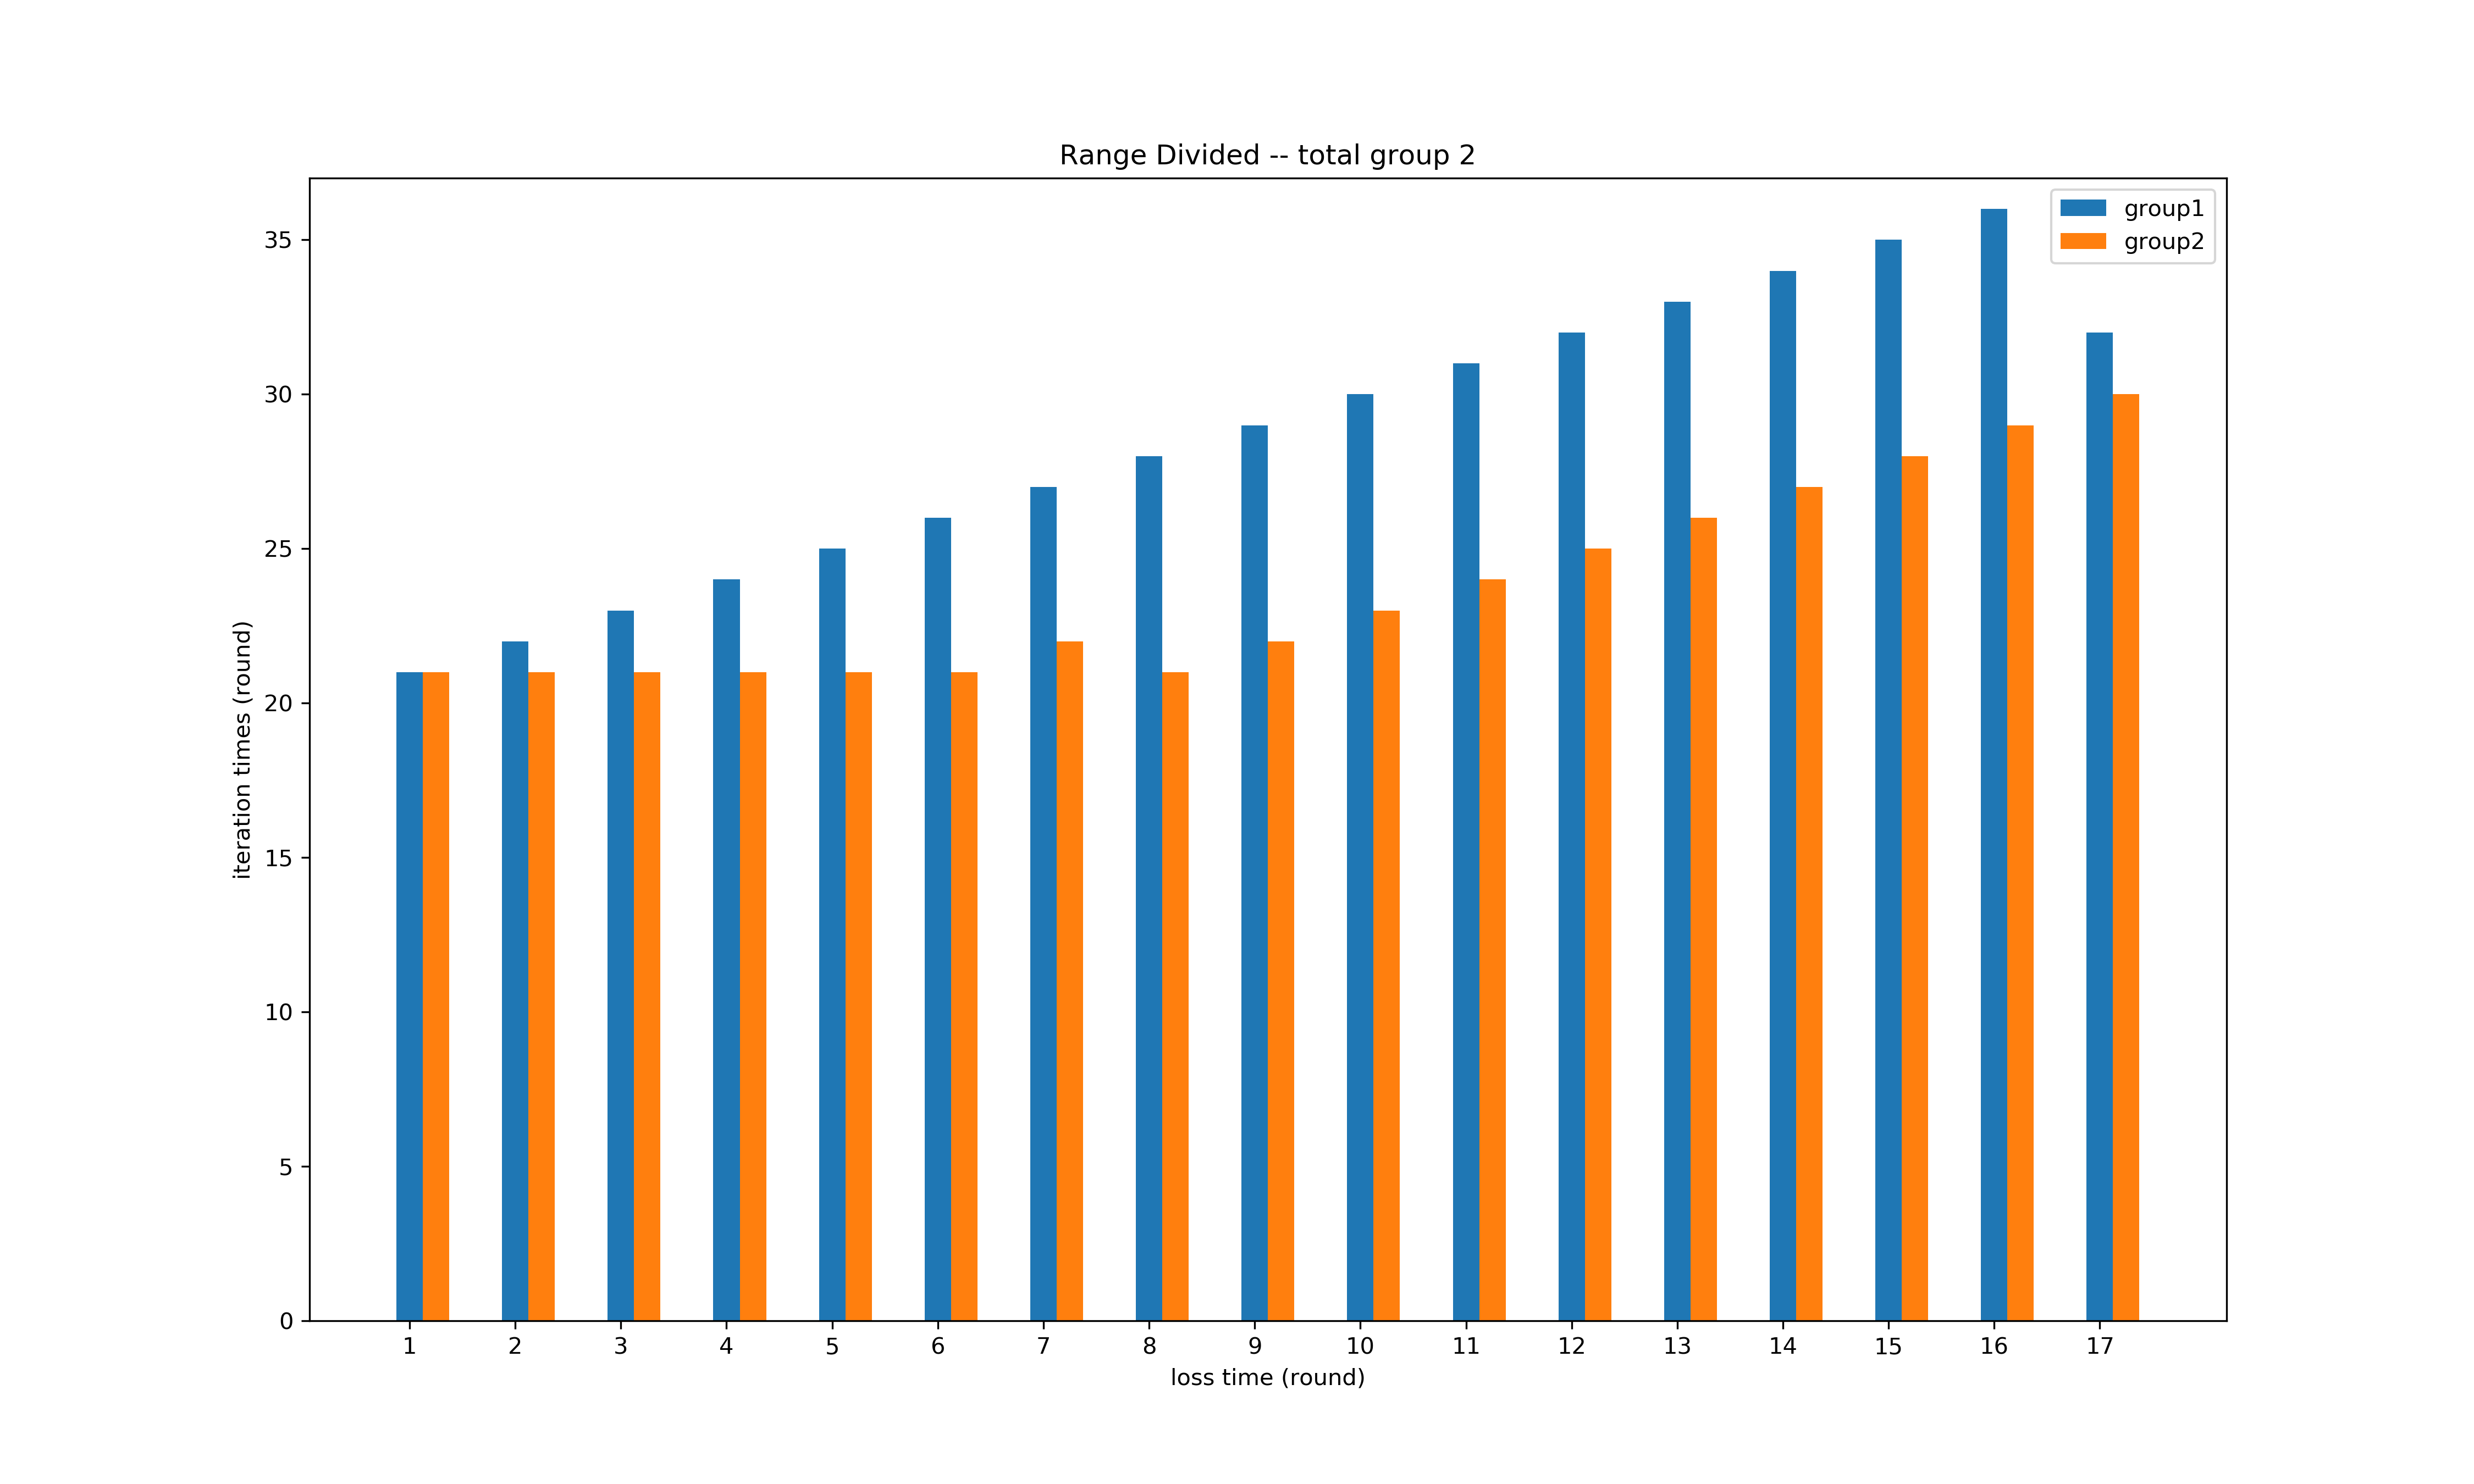 Range Divided -- total group 2
group1
group2
35
30
25
20
15
10
5
0
iteration times (round)
1 2 3 4 5 6 7 8 9 10 11 12 13 14 15 16 17
loss time (round)